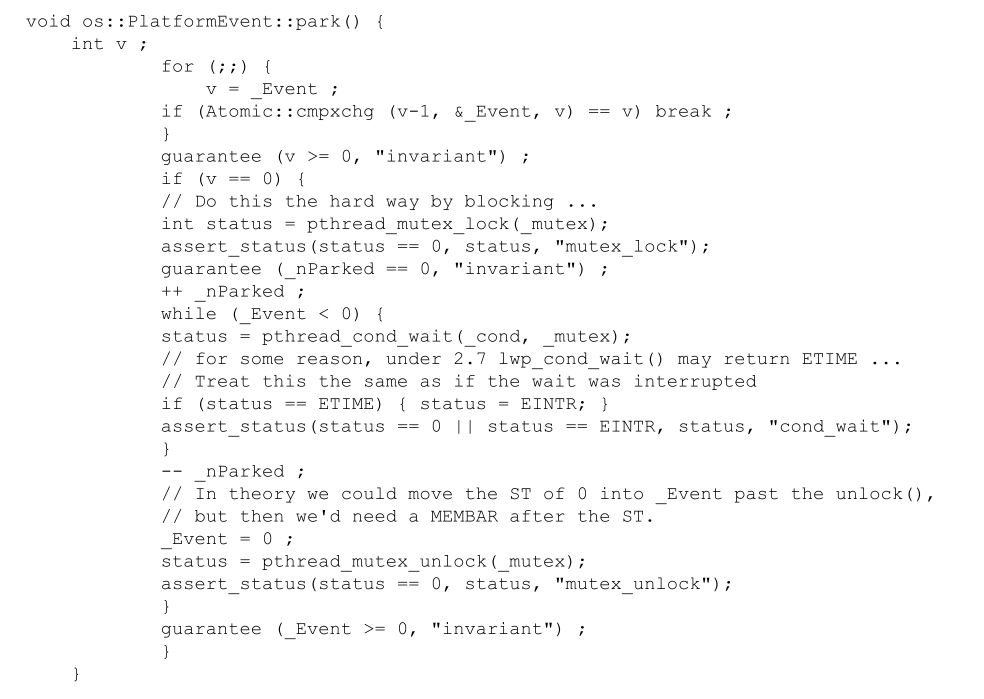 void os::PlatformEvent::park() {
int v ;
for (;;) {
v = _Event ;
if (Atomic::cmpxchg (v-1, &_Event, v) == v) break ;
}
guarantee (v >= 0, "invariant") ;
if (v == 0) {
// Do this the hard way by blocking ...
int status = pthread_mutex_lock(_mutex);
assert_status(status == 0, status, "mutex_lock");
guarantee (_nParked == 0, "invariant") ;
++ _nParked ;
while (_Event < 0) {
status = pthread_cond_wait(_cond, _mutex);
// for some reason, under 2.7 lwp_cond_wait() may return ETIME ...
// Treat this the same as if the wait was interrupted
if (status == ETIME) { status = EINTR; }
assert_status(status == 0 || status == EINTR, status, "cond_wait");
}
-- _nParked ;
// In theory we could move the ST of 0 into _Event past the unlock(),
// but then we'd need a MEMBAR after the ST.
_Event = 0 ;
status = pthread_mutex_unlock(_mutex);
assert_status(status == 0, status, "mutex_unlock");
}
guarantee (_Event >= 0, "invariant") ;
}
}